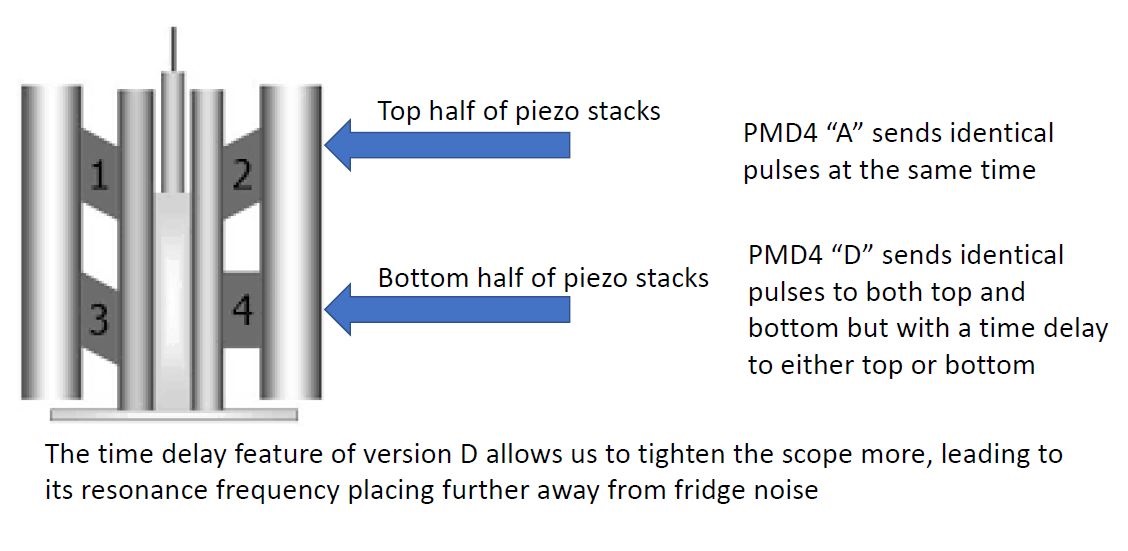 Top half of piezo stacks
PMD4 “A” sends identical
pulses at the same time
1
2
Bottom half of piezo stacks
PMD4 “D” sends identical
pulses to both top and
bottom but with a time delay
to either top or bottom
3
4
The time delay feature of version D allows us to tighten the scope more, leading to
its resonance frequency placing further away from fridge noise